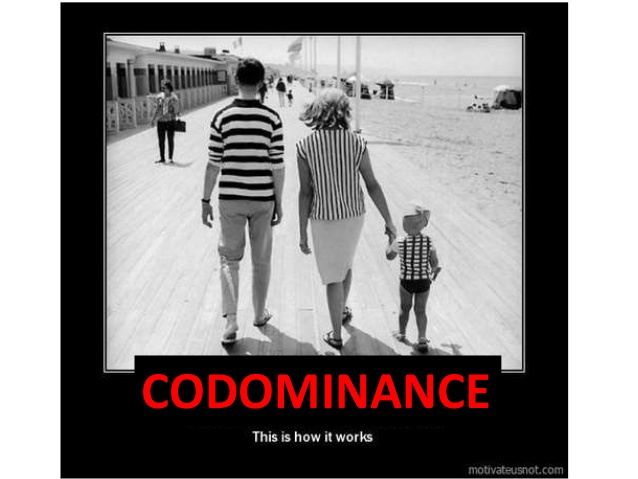 CODOMINANCE
This is how it works
motivateusnot.com